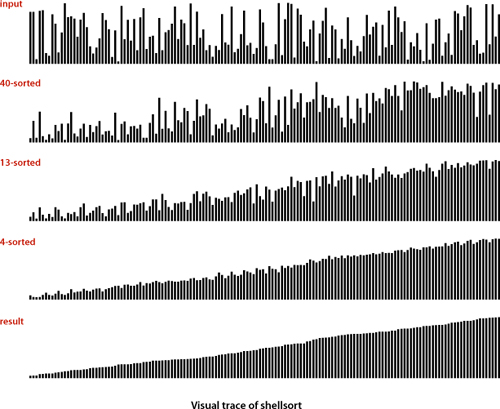 input
40-sorted
13-sorted
4-sorted
result
Visual trace of shellsort